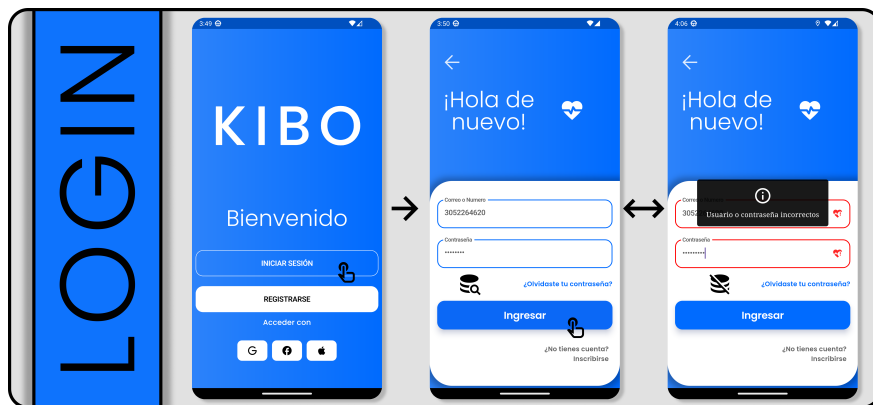 LOGIN
3:49
KIBO
Bienvenido
INICIAR SESIÓN
REGISTRARSE
Acceder con
G
3:50
¡Hola de
nuevo!
Correo o Numero
3052264620
Contraseña
¿Olvidaste tu contraseña?
Ingresar
¿No tienes cuenta?
Inscribirse
4:06
¡Hola de
nuevo!
Usuario o contraseña incorrectos
Contraseña
¿Olvidaste tu contraseña?
Ingresar
¿No tienes cuenta?
Inscribirse